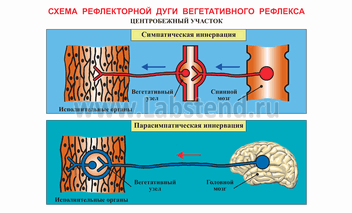 СХЕМА РЕФЛЕКТОРНОЙ ДУГИ ВЕГЕТАТИВНОГО РЕФЛЕКСА
ЦЕНТРОБЕЖНЫЙ УЧАСТОК
Симпатическая иннервация
Вегетативный узел
Спинной мозг
Исполнительные органы
www.Labstend.ru
Парасимпатическая иннервация
Вегетативный узел
Головной мозг
Исполнительные органы